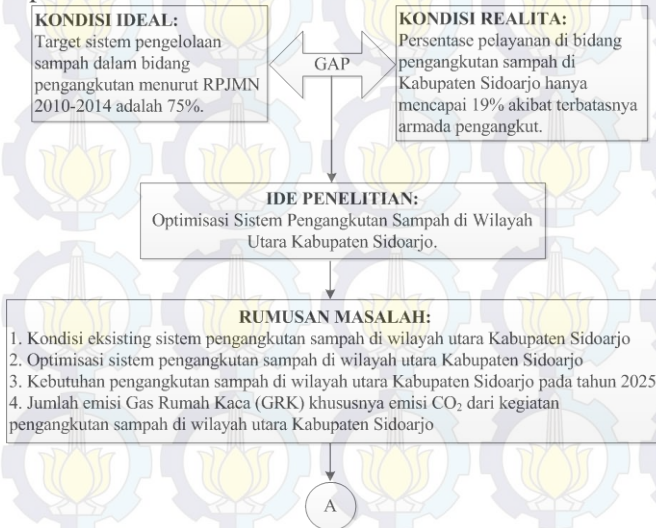 KONDISI IDEAL:
Target sistem pengelolaan
sampah dalam bidang
pengangkutan menurut RPJMN
2010-2014 adalah 75%.
GAP
KONDISI REALITA:
Persentase pelayanan di bidang
pengangkutan sampah di
Kabupaten Sidoarjo hanya
mencapai 19% akibat terbatasnya
armada pengangkut.
IDE PENELITIAN:
Optimisasi Sistem Pengangkutan Sampah di Wilayah
Utara Kabupaten Sidoarjo.
RUMUSAN MASALAH:
1. Kondisi eksisting sistem pengangkutan sampah di wilayah utara Kabupaten Sidoarjo
2. Optimisasi sistem pengangkutan sampah di wilayah utara Kabupaten Sidoarjo
3. Kebutuhan pengangkutan sampah di wilayah utara Kabupaten Sidoarjo pada tahun 2025
4. Jumlah emisi Gas Rumah Kaca (GRK) khususnya emisi CO₂ dari kegiatan
pengangkutan sampah di wilayah utara Kabupaten Sidoarjo
A